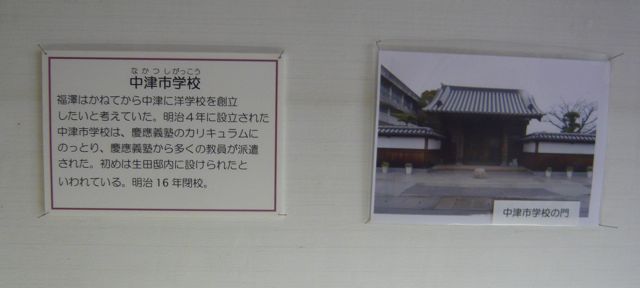 なかつしがっこう
中津市学校
福澤はかねてから中津に洋学校を創立
したいと考えていた。明治4年に設立された
中津市学校は、慶應義塾のカリキュラムに
のっとり、慶應義塾から多くの教員が派遣
された。初めは生田邸内に設けられたと
いわれている。明治16年閉校。
中津市学校の門